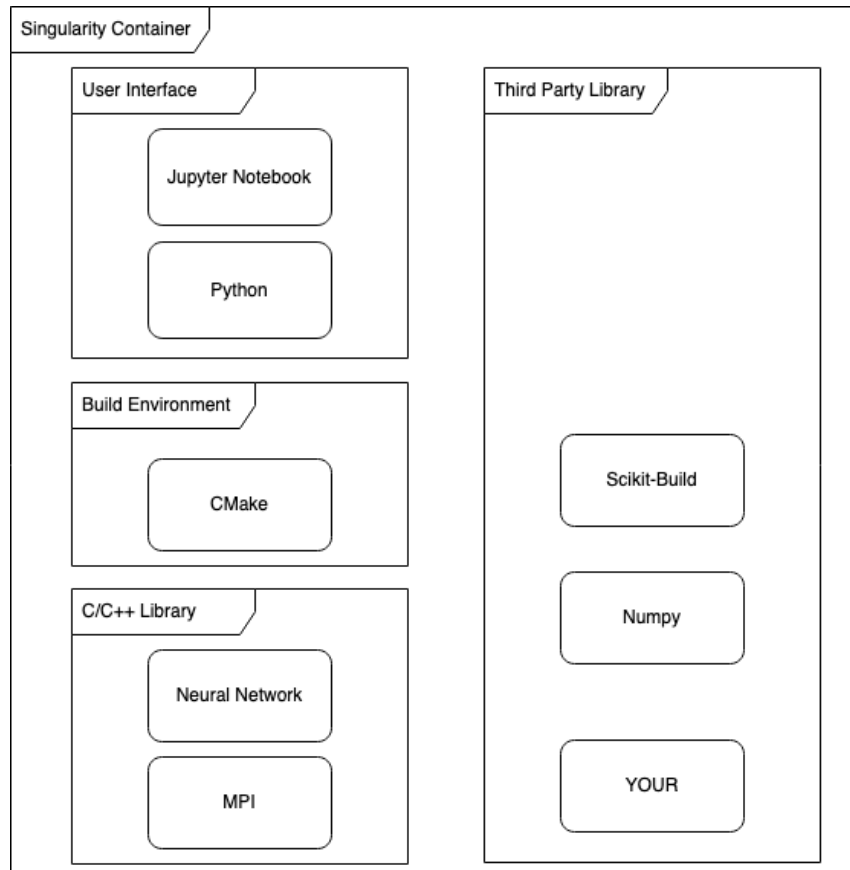 Singularity Container
User Interface
Jupyter Notebook
Python
Build Environment
CMake
C/C++ Library
Neural Network
MPI
Third Party Library
Scikit-Build
Numpy
YOUR